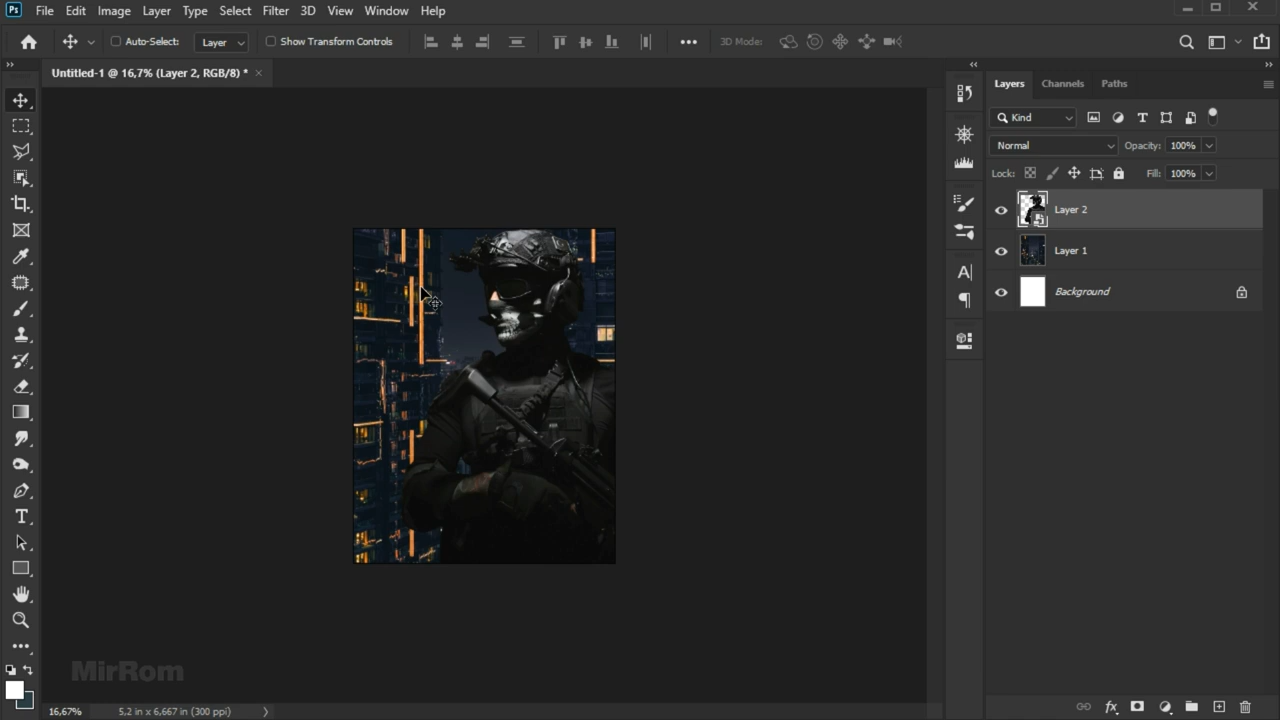 Ps File Edit Image Layer Type Select Filter 3D View Window Help
Auto-Select: Layer Show Transform Controls 3D Mode:
Untitled-1 @ 16,7% (Layer 2, RGB/8) *
Layers Channels Paths
Kind
Normal Opacity: 100%
Lock: Fill: 100%
Layer 2
Layer 1
Background
MirRom
16,67% 5,2 in x 6,667 in (300 ppi)